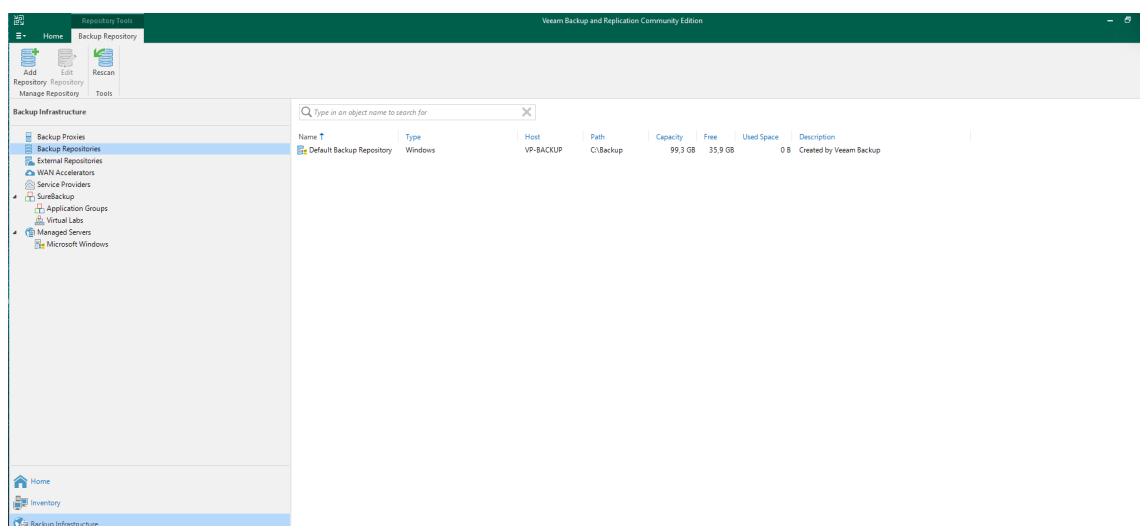 Repository Tools
Veeam Backup and Replication Community Edition
Home Backup Repository
Add Repository
Edit Repository
Rescan
Manage Repository Tools
Backup Infrastructure
Type in an object name to search for
Backup Proxies
Backup Repositories
External Repositories
WAN Accelerators
Service Providers
SureBackup
Application Groups
Virtual Labs
Managed Servers
Microsoft Windows
Name Type Host Path Capacity Free Used Space Description
Default Backup Repository Windows VP-BACKUP C:\Backup 99,3 GB 35,9 GB 0 B Created by Veeam Backup
Home
Inventory
Backup Infrastructure